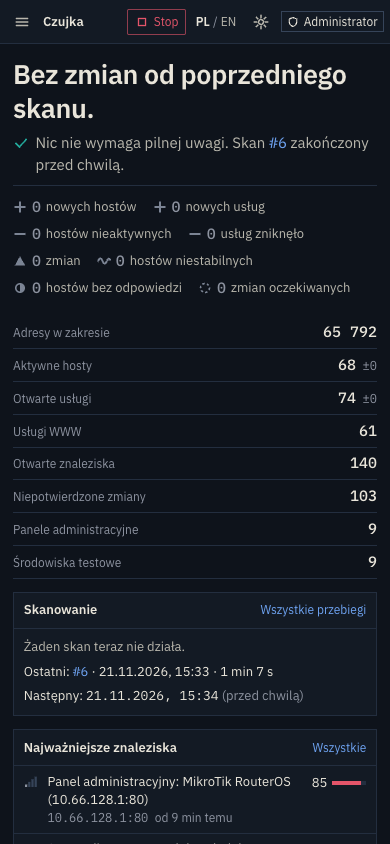 Czujka
Stop
PL / EN
Administrator
Bez zmian od poprzedniego
skanu.
Nic nie wymaga pilnej uwagi. Skan #6 zakończony
przed chwilą.
0 nowych hostów 0 nowych usług
0 hostów nieaktywnych 0 usług zniknęło
0 zmian 0 hostów niestabilnych
0 hostów bez odpowiedzi 0 zmian oczekiwanych
Adresy w zakresie 65 792
Aktywne hosty 68 ±0
Otwarte usługi 74 ±0
Usługi WWW 61
Otwarte znaleziska 140
Niepotwierdzone zmiany 103
Panele administracyjne 9
Środowiska testowe 9
Skanowanie Wszystkie przebiegi
Żaden skan teraz nie działa.
Ostatni: #6 · 21.11.2026, 15:33 · 1 min 7 s
Następny: 21.11.2026, 15:34 (przed chwilą)
Najważniejsze znaleziska Wszystkie
Panel administracyjny: MikroTik RouterOS 85
(10.66.128.1:80)
10.66.128.1:80 od 9 min temu